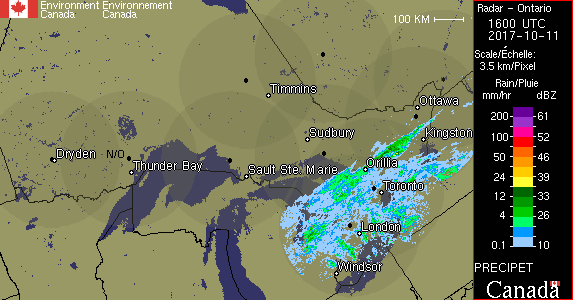 Environment Environnement
Canada Canada
100 KM
Timmins
Ottawa
Sudbury
Kingston
Dryden
N/O
Thunder Bay
Sault Ste. Marie
Orillia
Toronto
London
Windsor
Radar - Ontario
1600 UTC
2017-10-11
Scale/Échelle:
3.5 km/Pixel
Rain/Pluie
mm/hr dBZ
200 61
100 52
50 46
24 39
12 33
4 26
0.1 10
PRECIPET
Canada